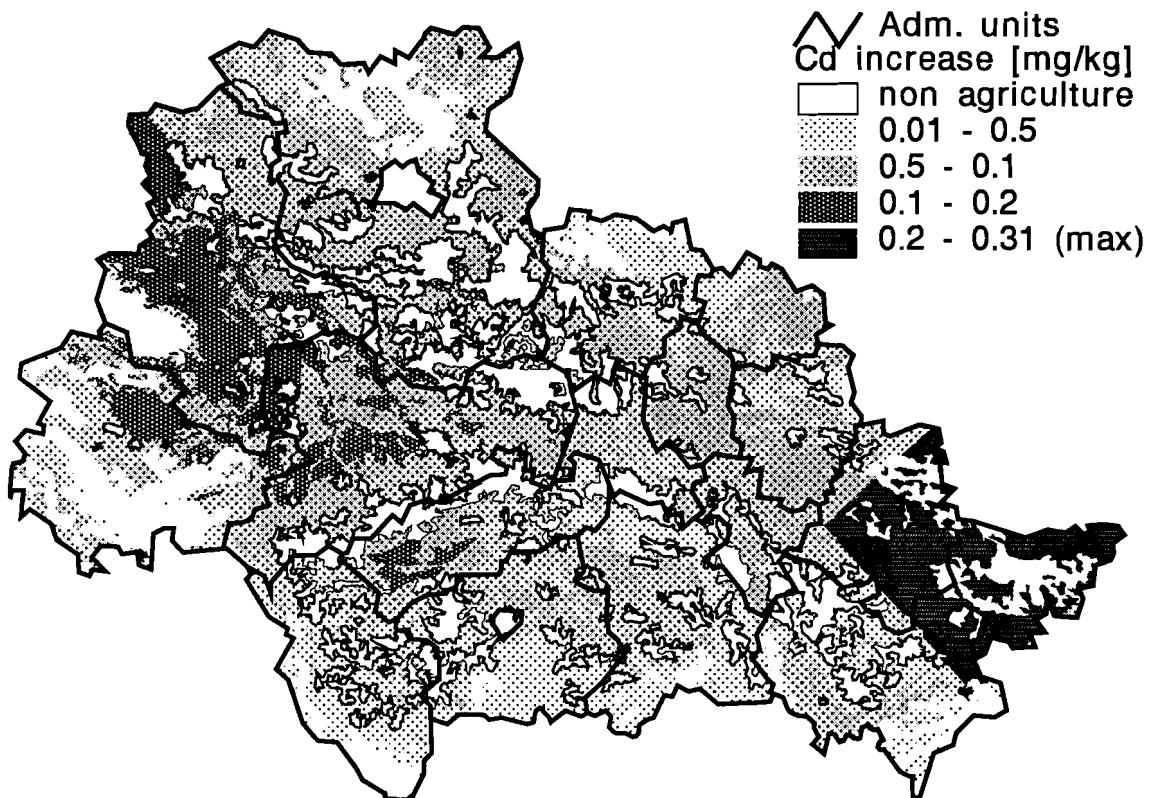 Adm. units
Cd increase [mg/kg]
non agriculture
0.01 - 0.5
0.5 - 0.1
0.1 - 0.2
0.2 - 0.31 (max)